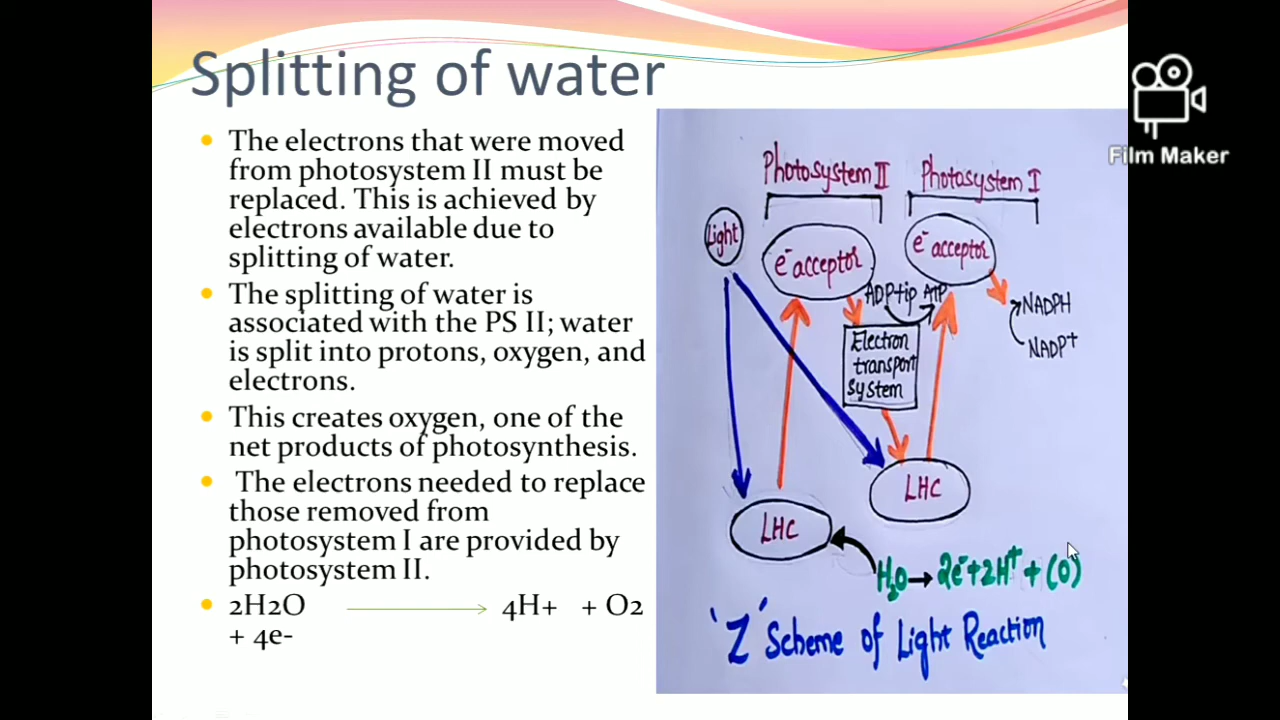 Splitting of water
The electrons that were moved
from photosystem II must be
replaced. This is achieved by
electrons available due to
splitting of water.
The splitting of water is
associated with the PS II; water
is split into protons, oxygen, and
electrons.
This creates oxygen, one of the
net products of photosynthesis.
The electrons needed to replace
those removed from
photosystem I are provided by
photosystem II.
2H2O → 4H+ + O2
+ 4e-
Photosystem II
Photosystem I
Light
e- acceptor
e- acceptor
ADP+ip ATP
NADPH
NADP+
Electron
transport
system
LHC
LHC
H2O→2e-+2H++(O)
'Z' Scheme of Light Reaction
Film Maker